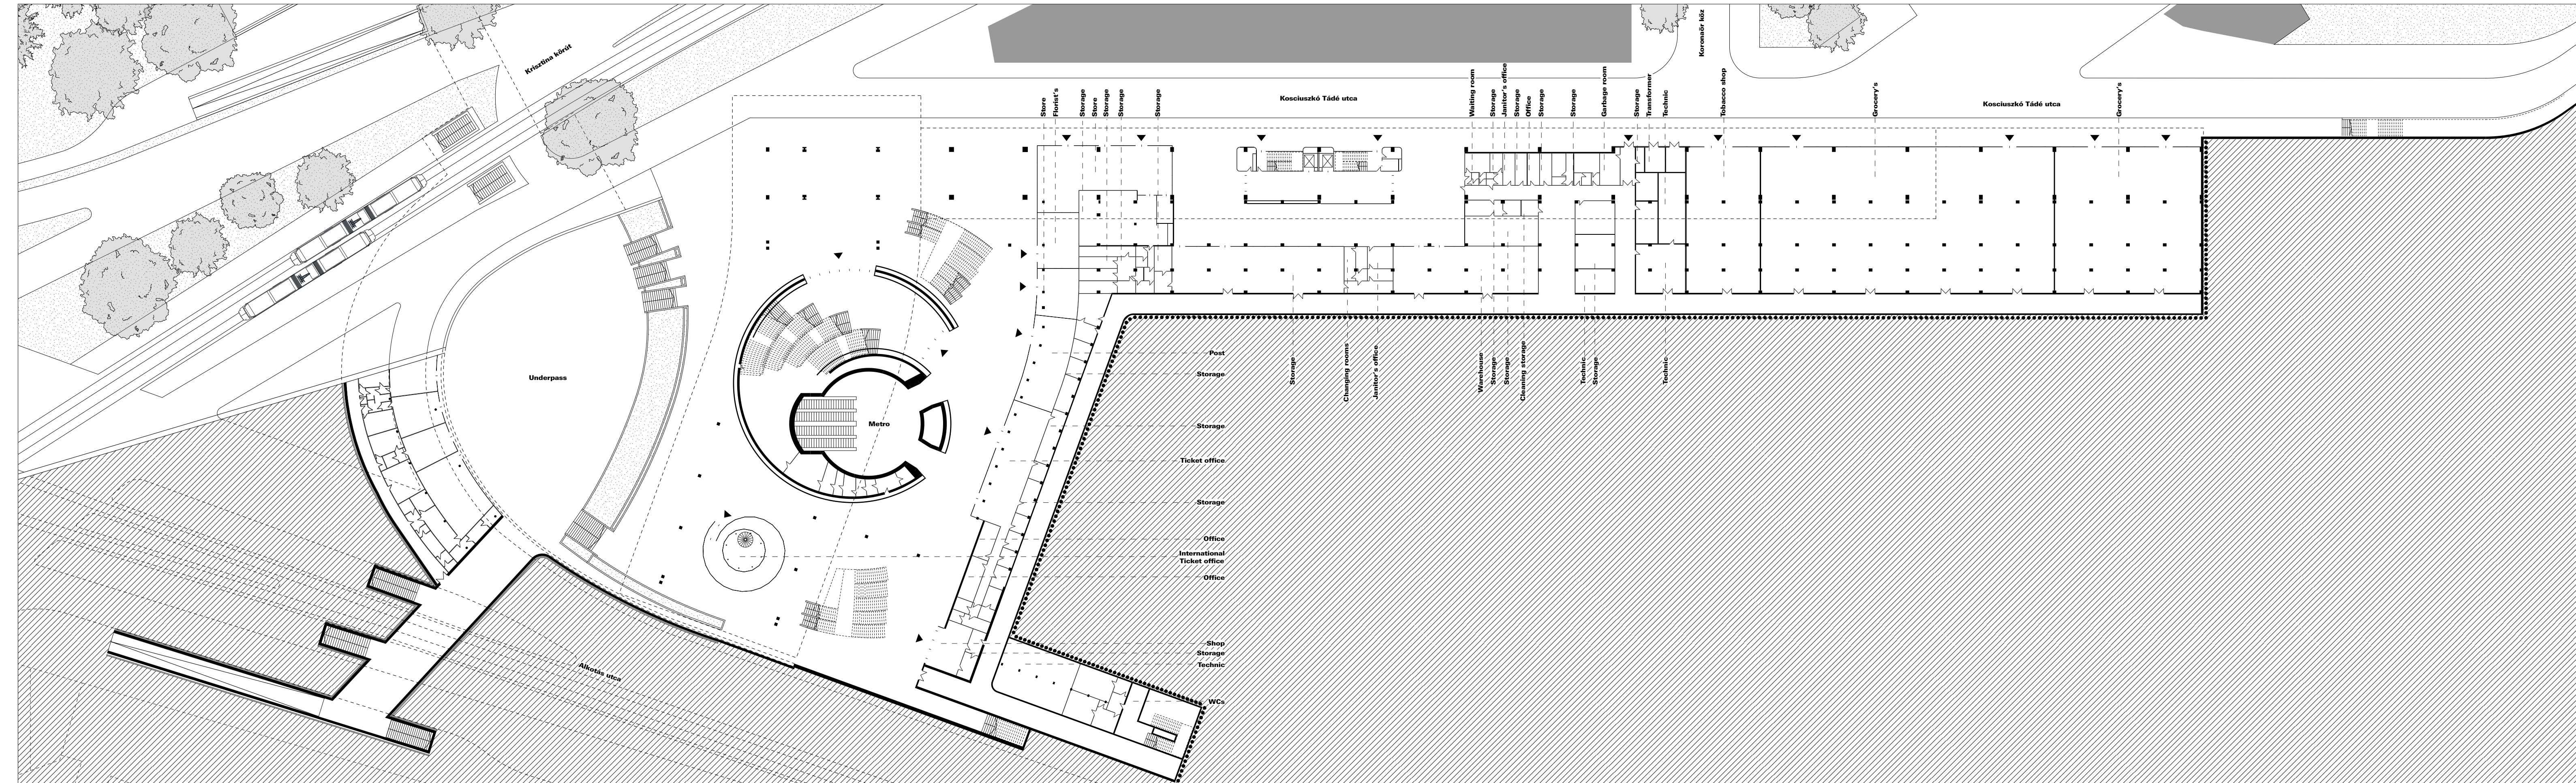 Krisztina körút
Koronaőr köz
Kosciuszkó Tádé utca
Kosciuszkó Tádé utca
Store
Florist's
Storage
Store
Storage
Storage
Storage
Waiting room
Storage
Janitor's office
Storage
Office
Storage
Storage
Garbage room
Storage
Transformer
Technic
Tobacco shop
Grocery's
Grocery's
Underpass
Metro
Post
Storage
Storage
Ticket office
Storage
Office
International
Ticket office
Office
Shop
Storage
Technic
WCs
Storage
Changing rooms
Janitor's office
Warehouse
Storage
Storage
Cleaning storage
Technic
Storage
Technic
Alkotás utca